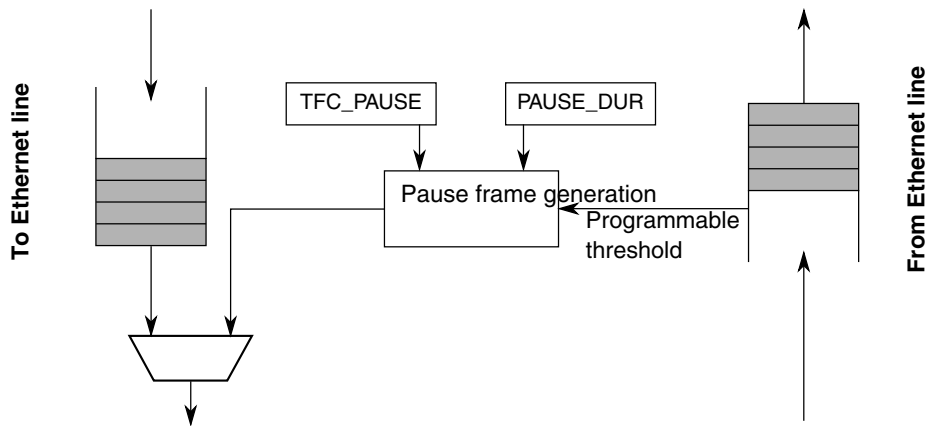 To Ethernet line
TFC_PAUSE
PAUSE_DUR
Pause frame generation
Programmable
threshold
From Ethernet line